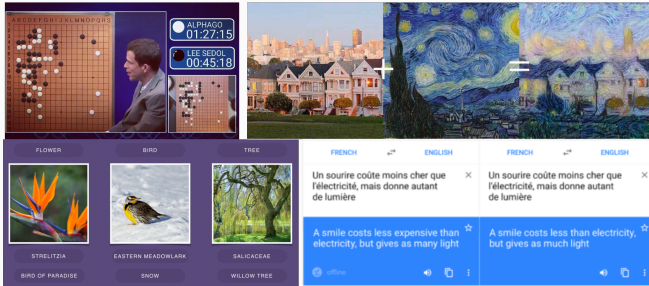 ALPHAGO
01:27:15
LEE SEDOL
00:45:18
+
=
FLOWER
BIRD
TREE
STRELITZIA
EASTERN MEADOWLARK
SALICACEAE
BIRD OF PARADISE
SNOW
WILLOW TREE
FRENCH
ENGLISH
Un sourire coûte moins cher que
l'électricité, mais donne autant
de lumière
A smile costs less expensive than
electricity, but gives as many light
offline
FRENCH
ENGLISH
Un sourire coûte moins cher que
l'électricité, mais donne autant
de lumière
A smile costs less than electricity,
but gives as much light